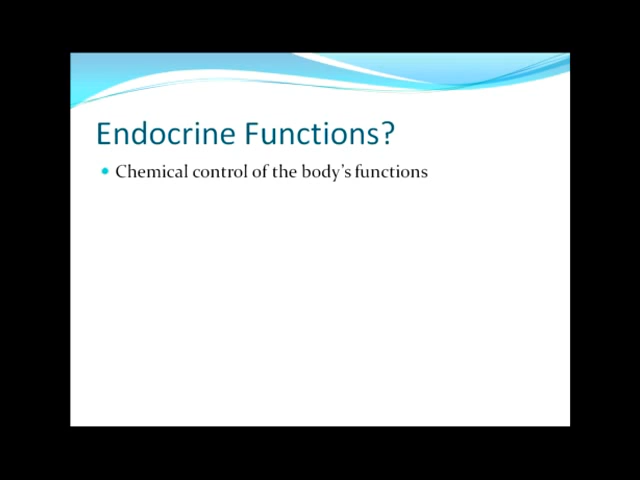 Endocrine Functions?
Chemical control of the body's functions